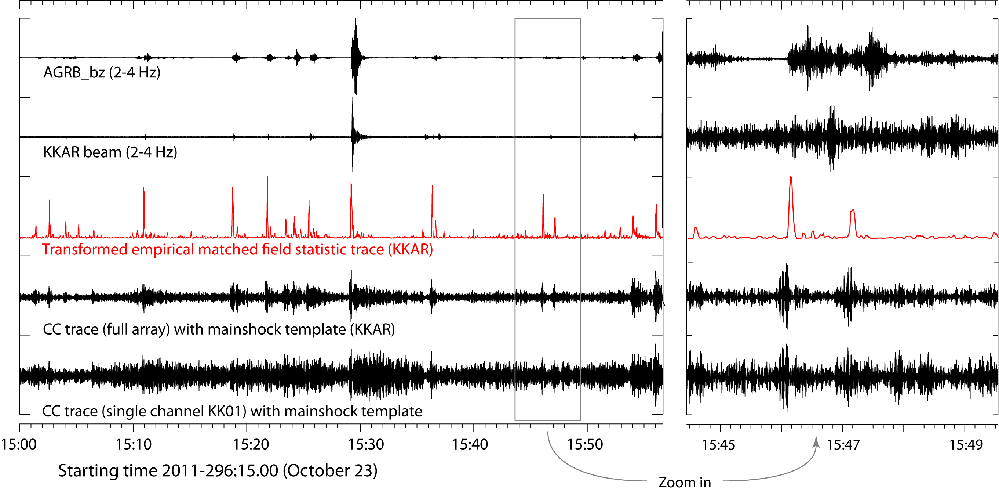 AGRB_bz (2-4 Hz)
KKAR beam (2-4 Hz)
Transformed empirical matched field statistic trace (KKAR)
CC trace (full array) with mainshock template (KKAR)
CC trace (single channel KK01) with mainshock template
15:00 15:10 15:20 15:30 15:40 15:50 15:45 15:47 15:49
Starting time 2011-296:15.00 (October 23)
Zoom in